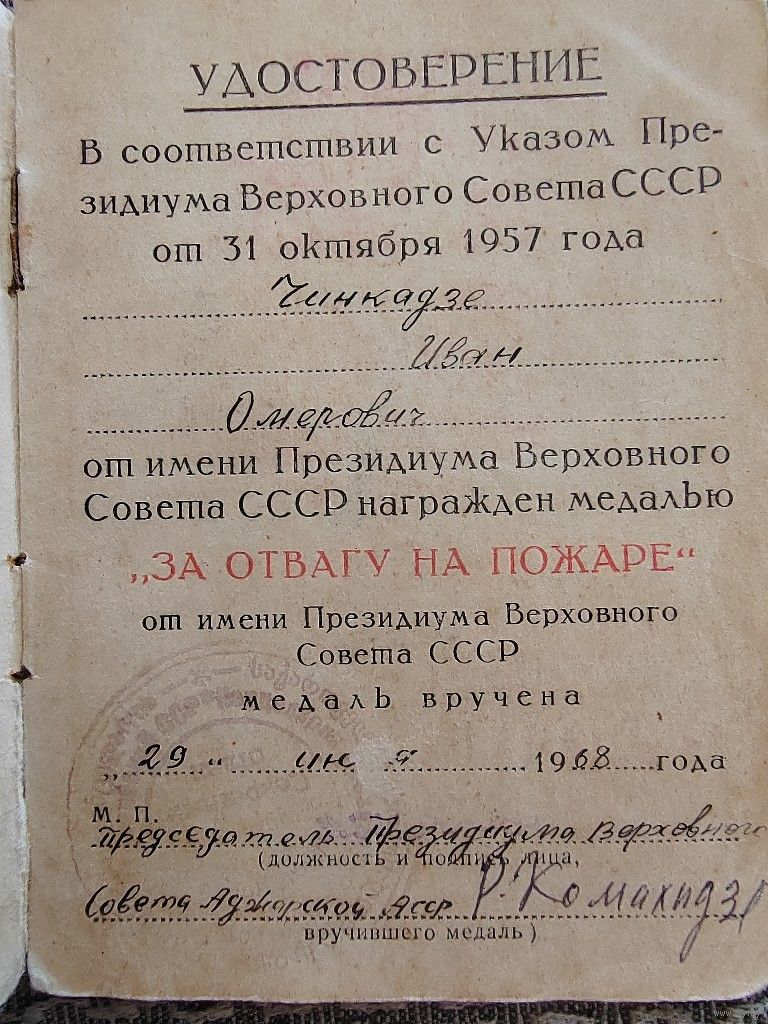 УДОСТОВЕРЕНИЕ
В соответствии с Указом Пре-
зидиума Верховного Совета СССР
от 31 октября 1957 года
Чинкадзе
Иван
Омерович
от имени Президиума Верховного
Совета СССР награжден медалью
„ЗА ОТВАГУ НА ПОЖАРЕ“
от имени Президиума Верховного
Совета СССР
медаль вручена
„29“ 1968 года
М. П.
Председатель Президиума Верховного
(должность и подпись лица,
Совета Аджарской Асср Р. Комахидзе
вручившего медаль)